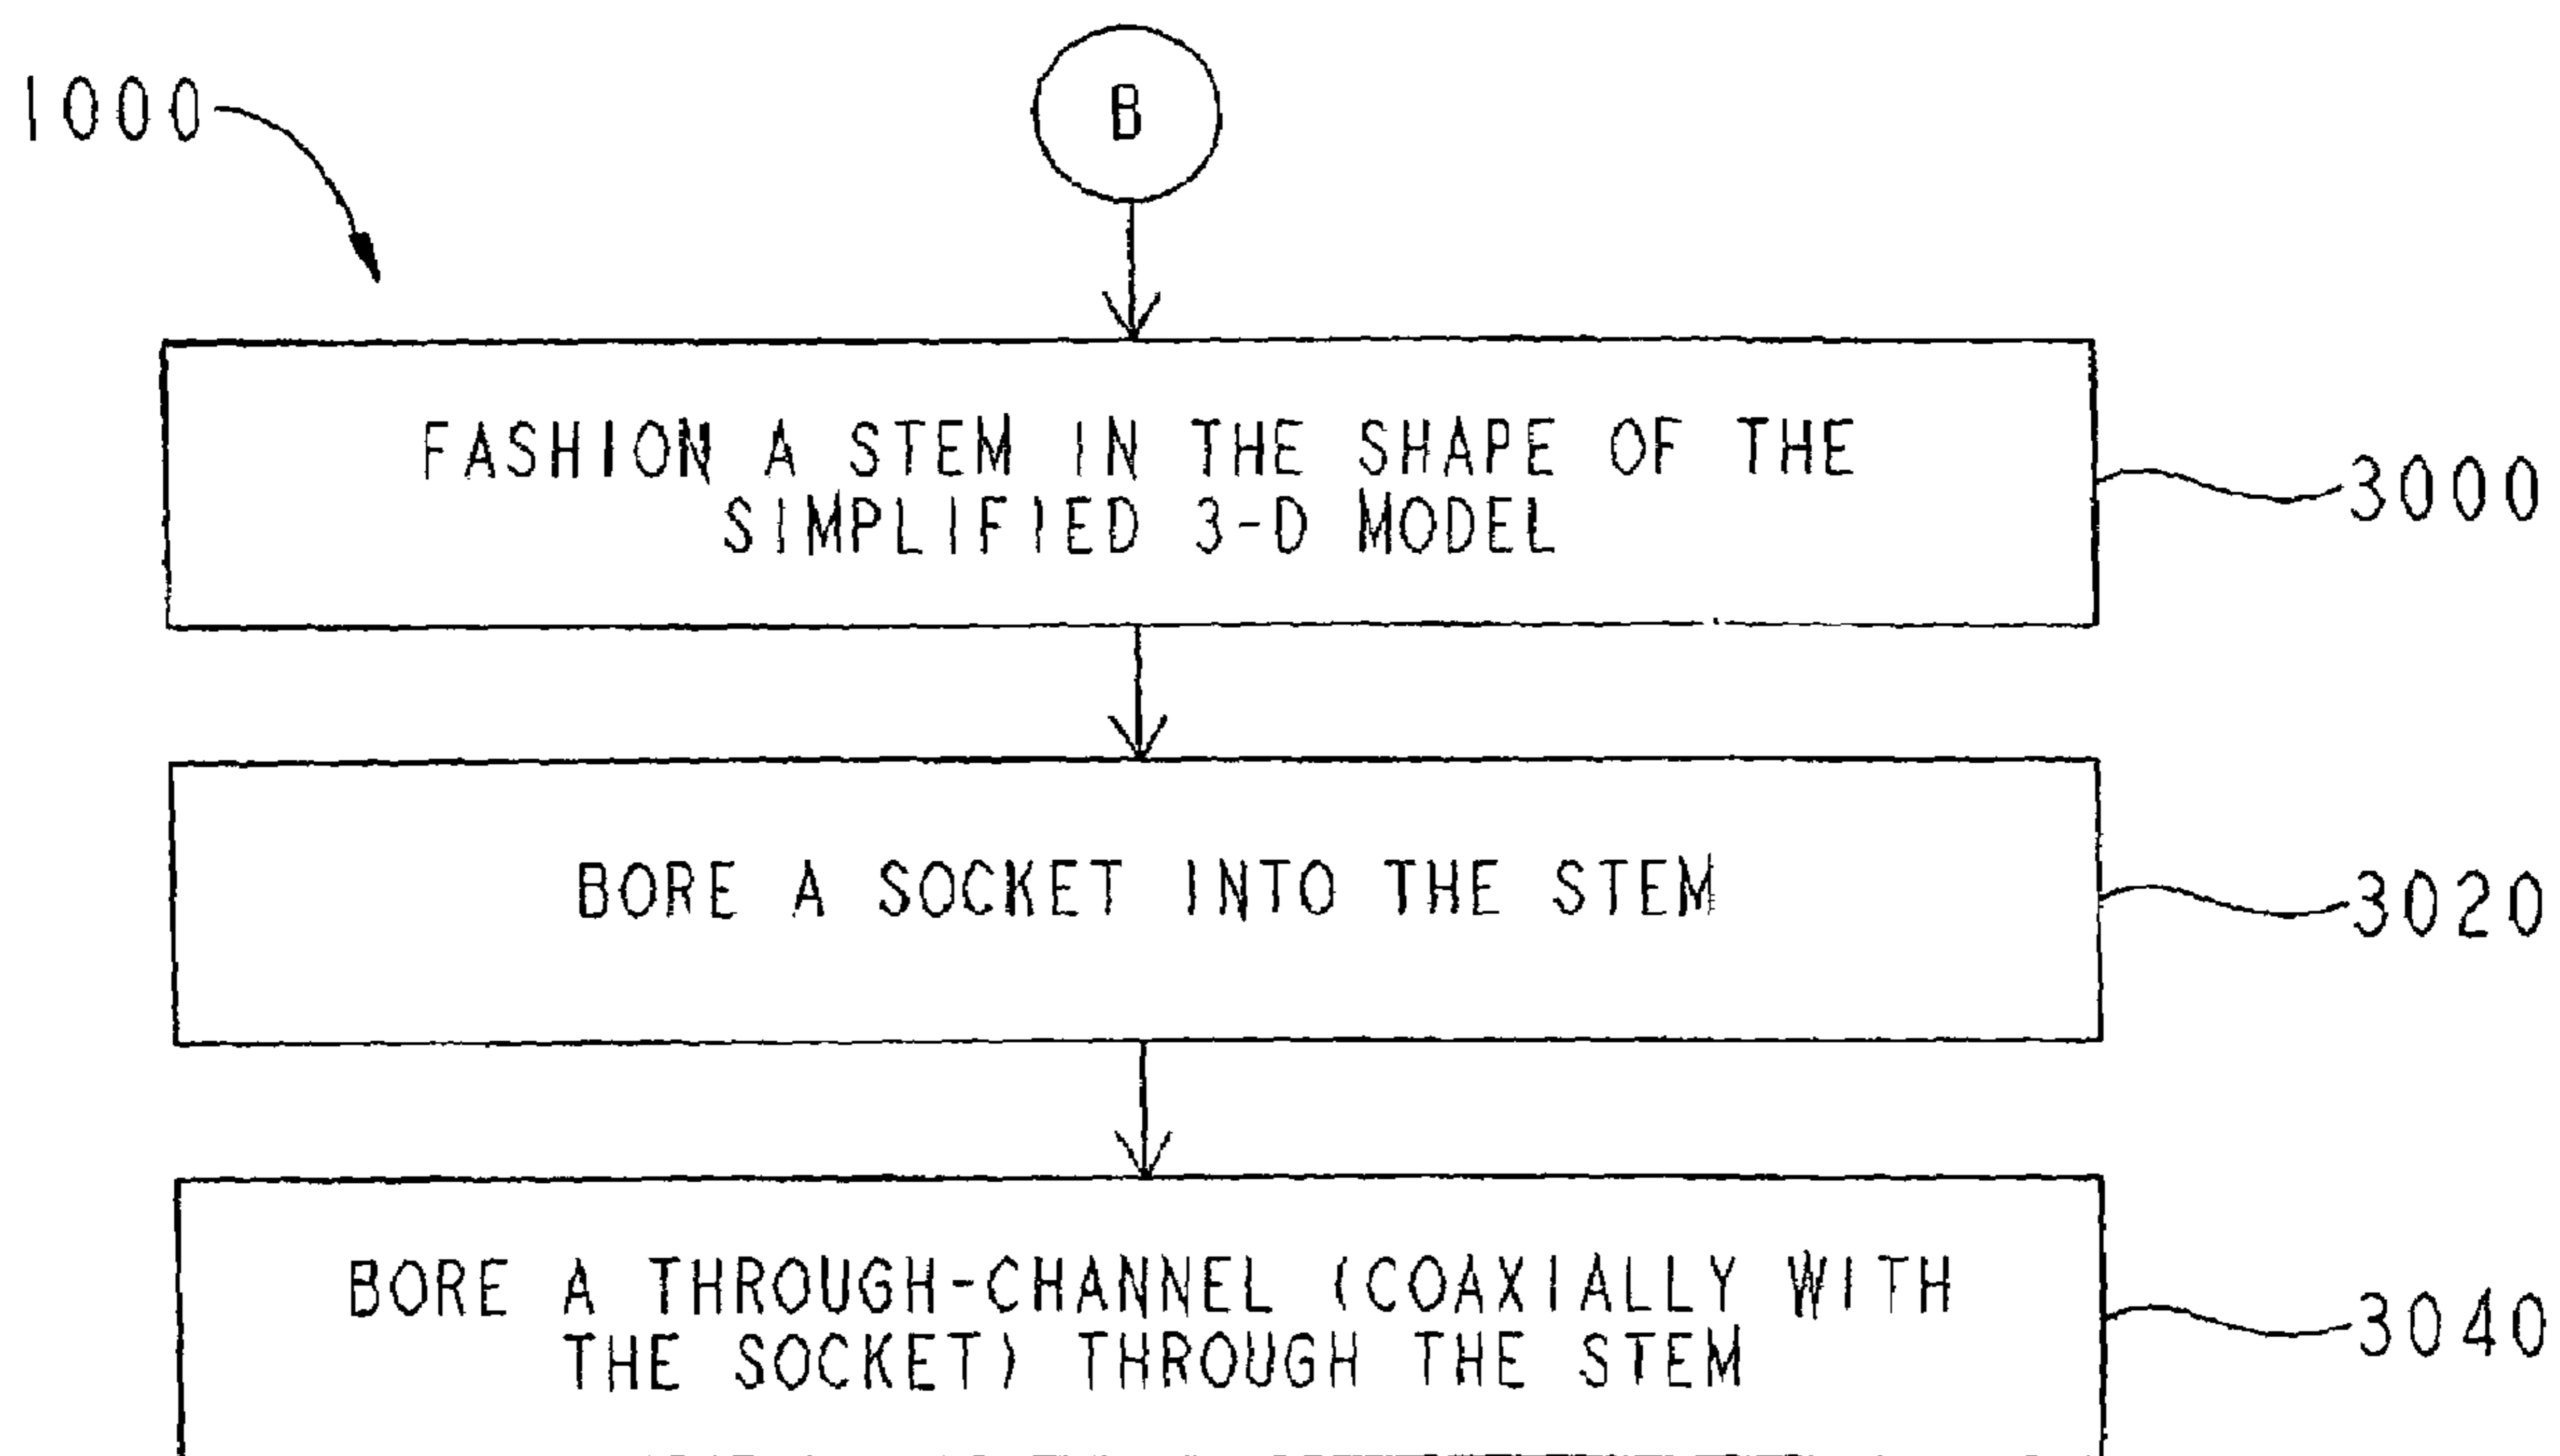 1000
B
FASHION A STEM IN THE SHAPE OF THE
SIMPLIFIED 3-D MODEL
3000
BORE A SOCKET INTO THE STEM
3020
BORE A THROUGH-CHANNEL (COAXIALLY WITH
THE SOCKET) THROUGH THE STEM
3040